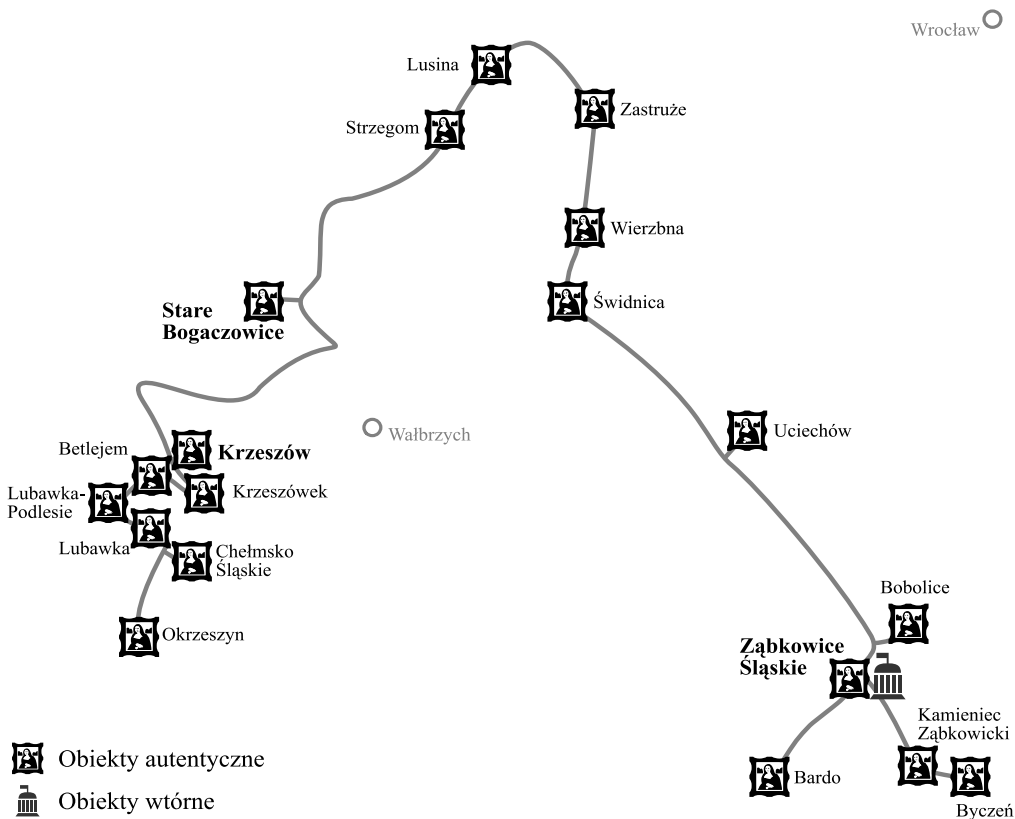 Wrocław
Lusina
Zastruże
Strzegom
Wierzbna
Świdnica
Stare
Bogaczowice
Uciechów
Wałbrzych
Betlejem
Krzeszów
Lubawka-
Podlesie
Krzeszówek
Lubawka
Chełmsko
Śląskie
Okrzeszyn
Bobolice
Ząbkowice
Śląskie
Kamieniec
Ząbkowicki
Bardo
Byczeń
Obiekty autentyczne
Obiekty wtórne